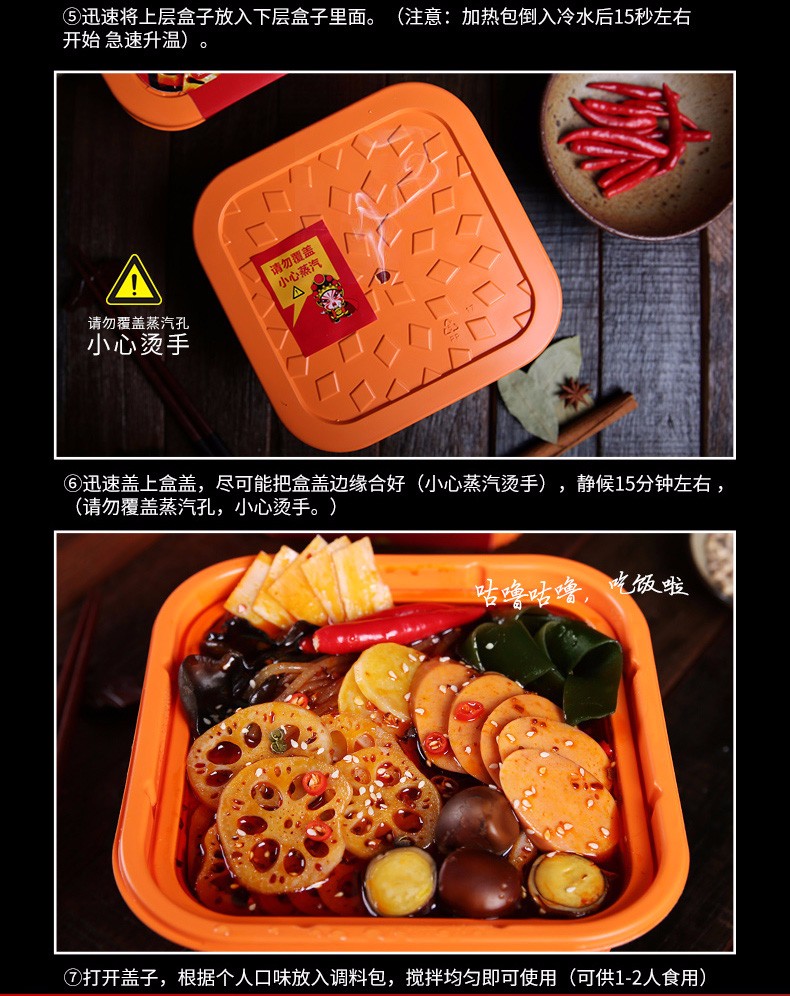 ⑤迅速将上层盒子放入下层盒子里面。（注意：加热包倒入冷水后15秒左右
开始 急速升温）。
请勿覆盖
小心蒸汽
请勿覆盖蒸汽孔
小心烫手
⑥迅速盖上盒盖，尽可能把盒盖边缘合好（小心蒸汽烫手），静候15分钟左右，
（请勿覆盖蒸汽孔，小心烫手。）
咕噜咕噜，吃饭啦
⑦打开盖子，根据个人口味放入调料包，搅拌均匀即可使用（可供1-2人食用）